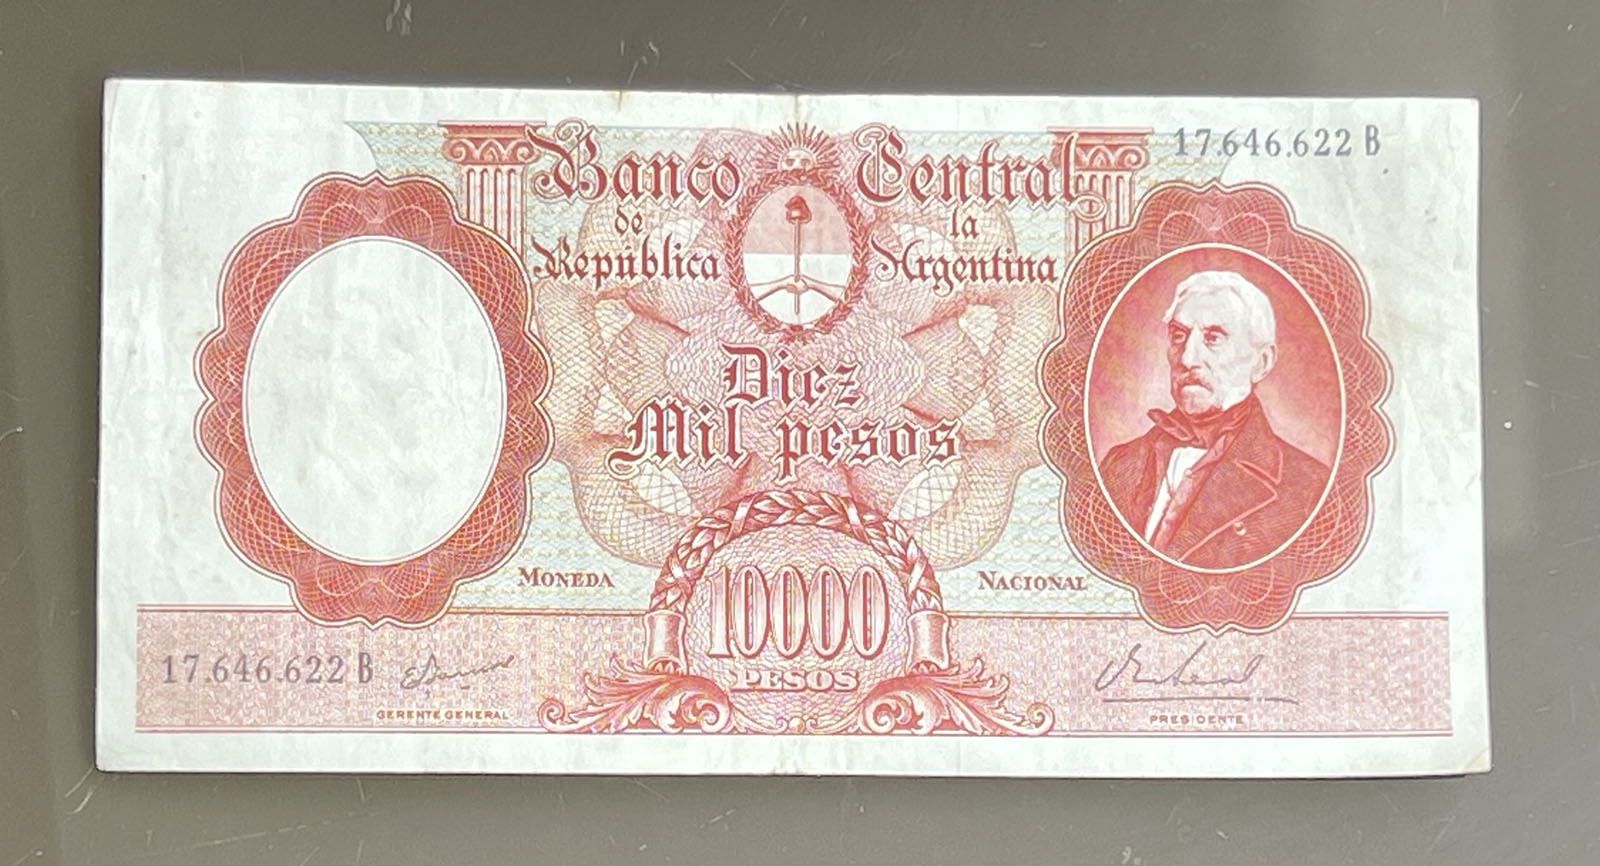 17.646.622 B
Banco Central
de la
República Argentina
Diez
Mil pesos
MONEDA NACIONAL
10000
PESOS
17.646.622 B
GERENTE GENERAL
PRESIDENTE